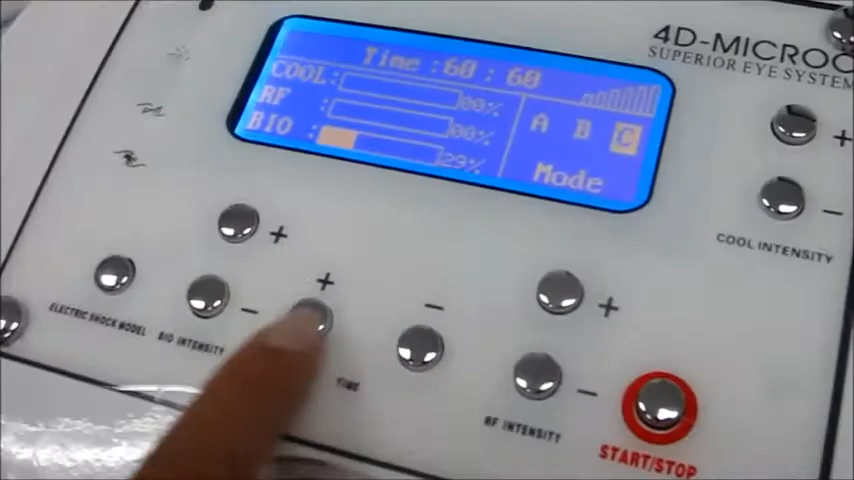 4D-MICROC
SUPERIOR EYE SYSTEM
Time :60 : 60
COOL: 00%
RF : 00%
BIO : 29%
A B C
Mode
+
-
COOL INTENSITY
+
-
ELECTRIC SHOCK MODEL
BIO INTENSITY
+
-
TIME
+
-
RF INTENSITY
START/STOP